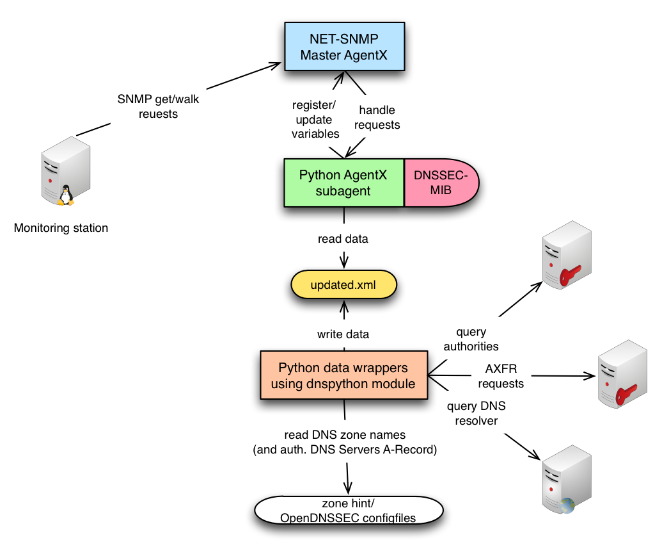 NET-SNMP
Master AgentX
SNMP get/walk
reuests
register/
update
variables
handle
requests
Python AgentX
subagent
DNSSEC-
MIB
Monitoring station
read data
updated.xml
write data
query
authorities
Python data wrappers
using dnspython module
AXFR
requests
query DNS
resolver
read DNS zone names
(and auth. DNS Servers A-Record)
zone hint/
OpenDNSSEC configfiles